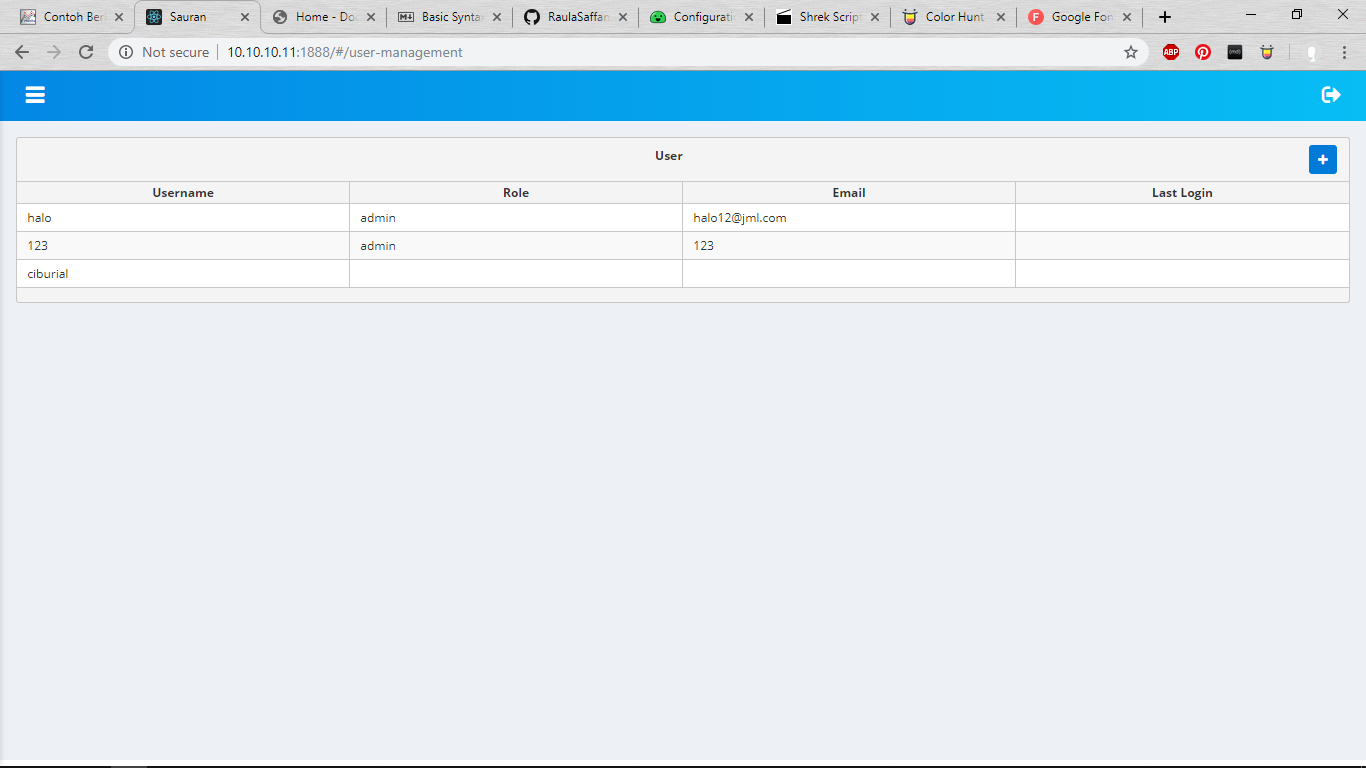 Contoh Ber Sauran Home - Do Basic Synta RaulaSaffan Configurati Shrek Script Color Hunt Google Fon
Not secure 10.10.10.11:1888/#/user-management ABP
User
Username Role Email Last Login
halo admin halo12@jml.com
123 admin 123
ciburial